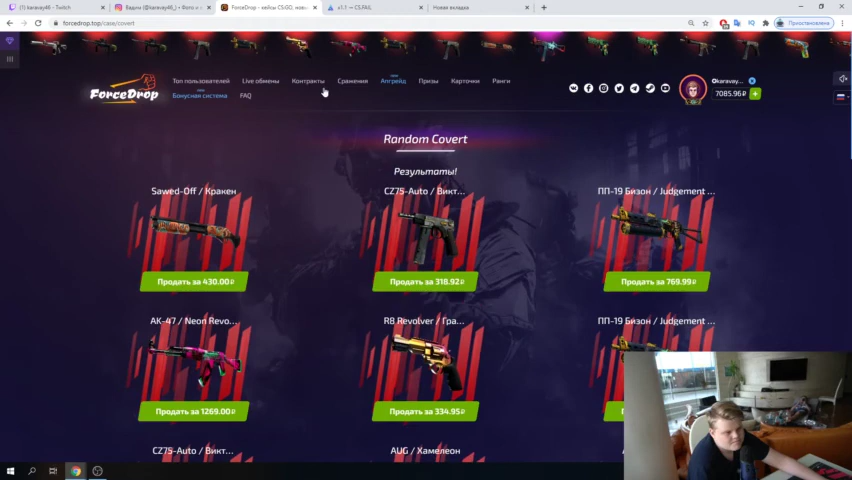 karavay46 - Twitch
Вадим (@karavay46_) • Фото и
ForceDrop - кейсы CS:GO, нов
x1.1 — CS.FAIL
Новая вкладка
forcedrop.top/case/covert
Приостановлена
ForceDrop
Топ пользователей
Live обмены
Контракты
Сражения
Апгрейд
Призы
Карточки
Ранги
Бонусная система
FAQ
karavay...
7085.96 ₽
Random Covert
Результаты!
Sawed-Off / Кракен
CZ75-Auto / Викт...
ПП-19 Бизон / Judgement ...
Продать за 430.00 ₽
Продать за 318.92 ₽
Продать за 769.99 ₽
AK-47 / Neon Revo...
R8 Revolver / Гра...
ПП-19 Бизон / Judgement ...
Продать за 1269.00 ₽
Продать за 334.95 ₽
CZ75-Auto / Викт...
AUG / Хамелеон